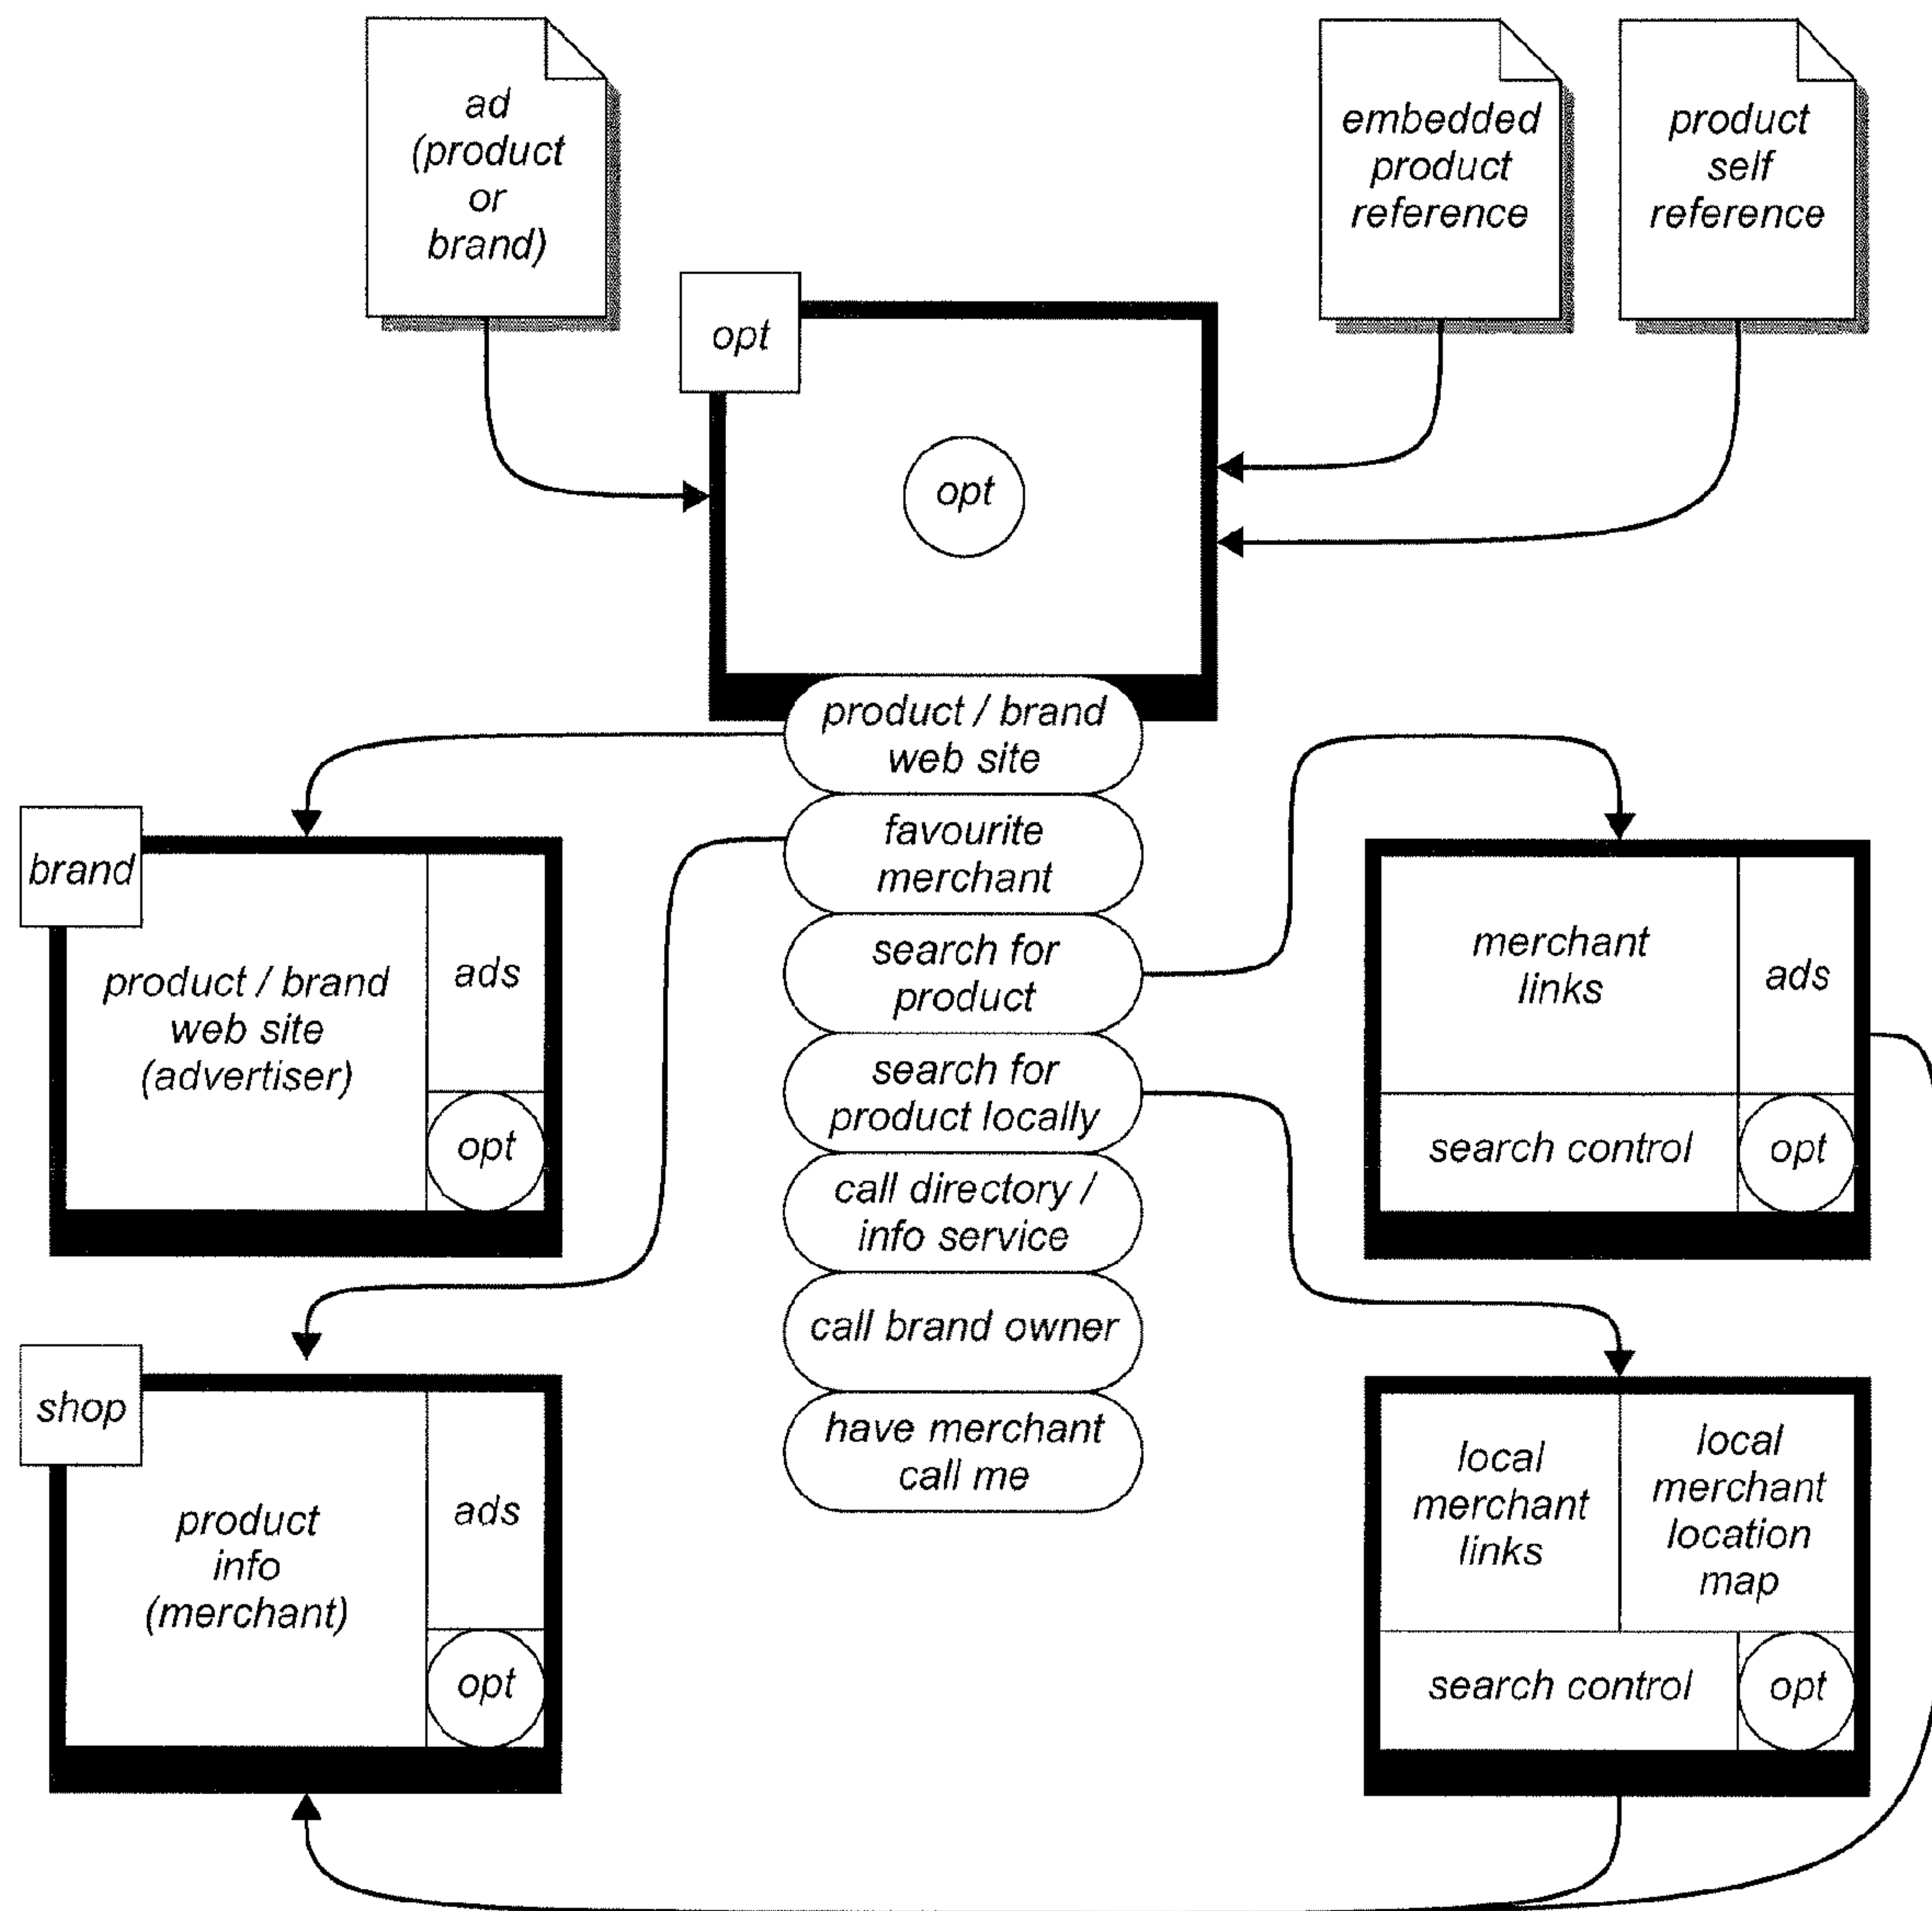 ad
(product
or
brand)
embedded
product
reference
product
self
reference
opt
opt
product / brand
web site
favourite
merchant
search for
product
search for
product locally
call directory /
info service
call brand owner
have merchant
call me
brand
product / brand
web site
(advertiser)
ads
opt
merchant
links
ads
search control
opt
shop
product
info
(merchant)
ads
opt
local
merchant
links
local
merchant
location
map
search control
opt